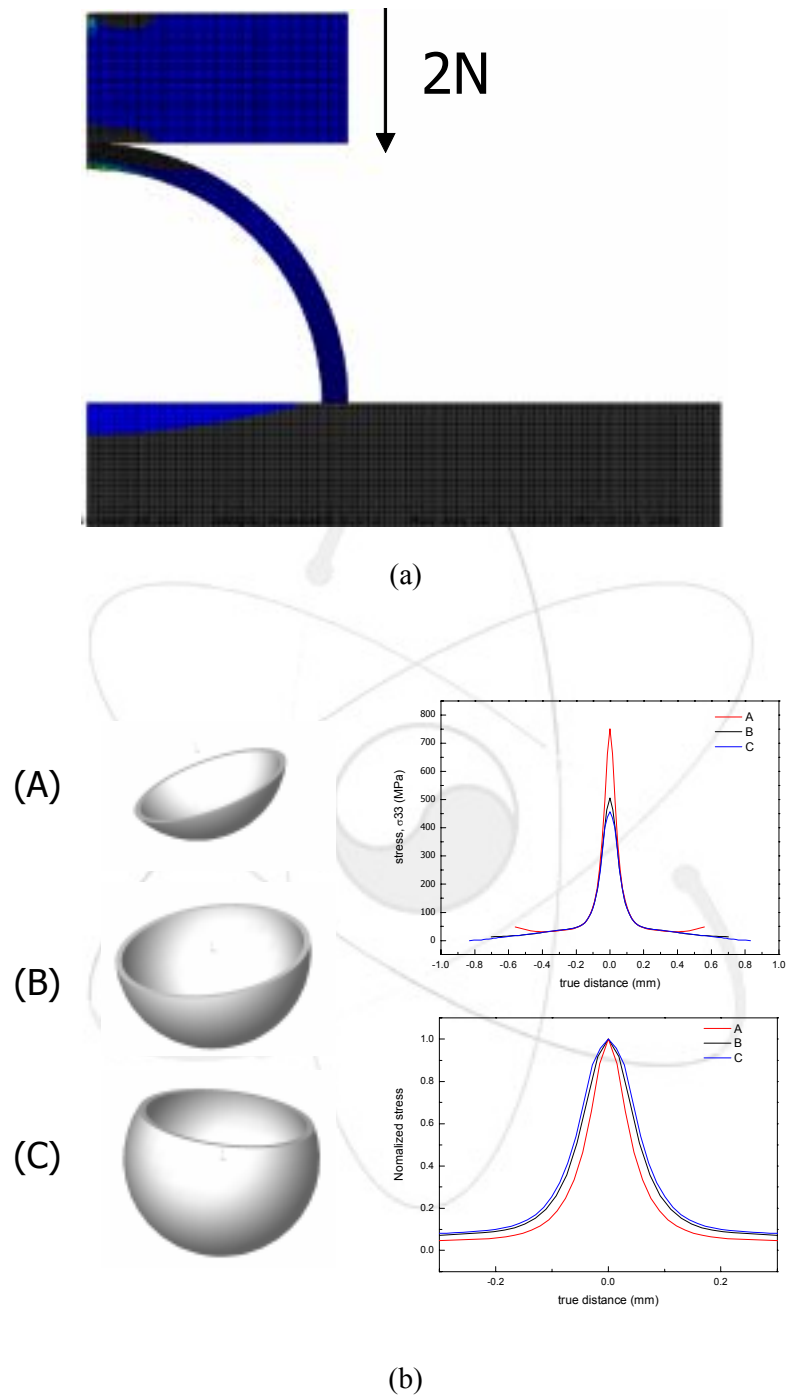 2N
(a)
(A)
(B)
(C)
800
700
600
500
400
300
200
100
0
stress, σ33 (MPa)
-1.0 -0.8 -0.6 -0.4 -0.2 0.0 0.2 0.4 0.6 0.8 1.0
true distance (mm)
A
B
C
1.0
0.8
0.6
0.4
0.2
0.0
Nomalized stress
-0.2 0.0 0.2
true distance (mm)
A
B
C
(b)